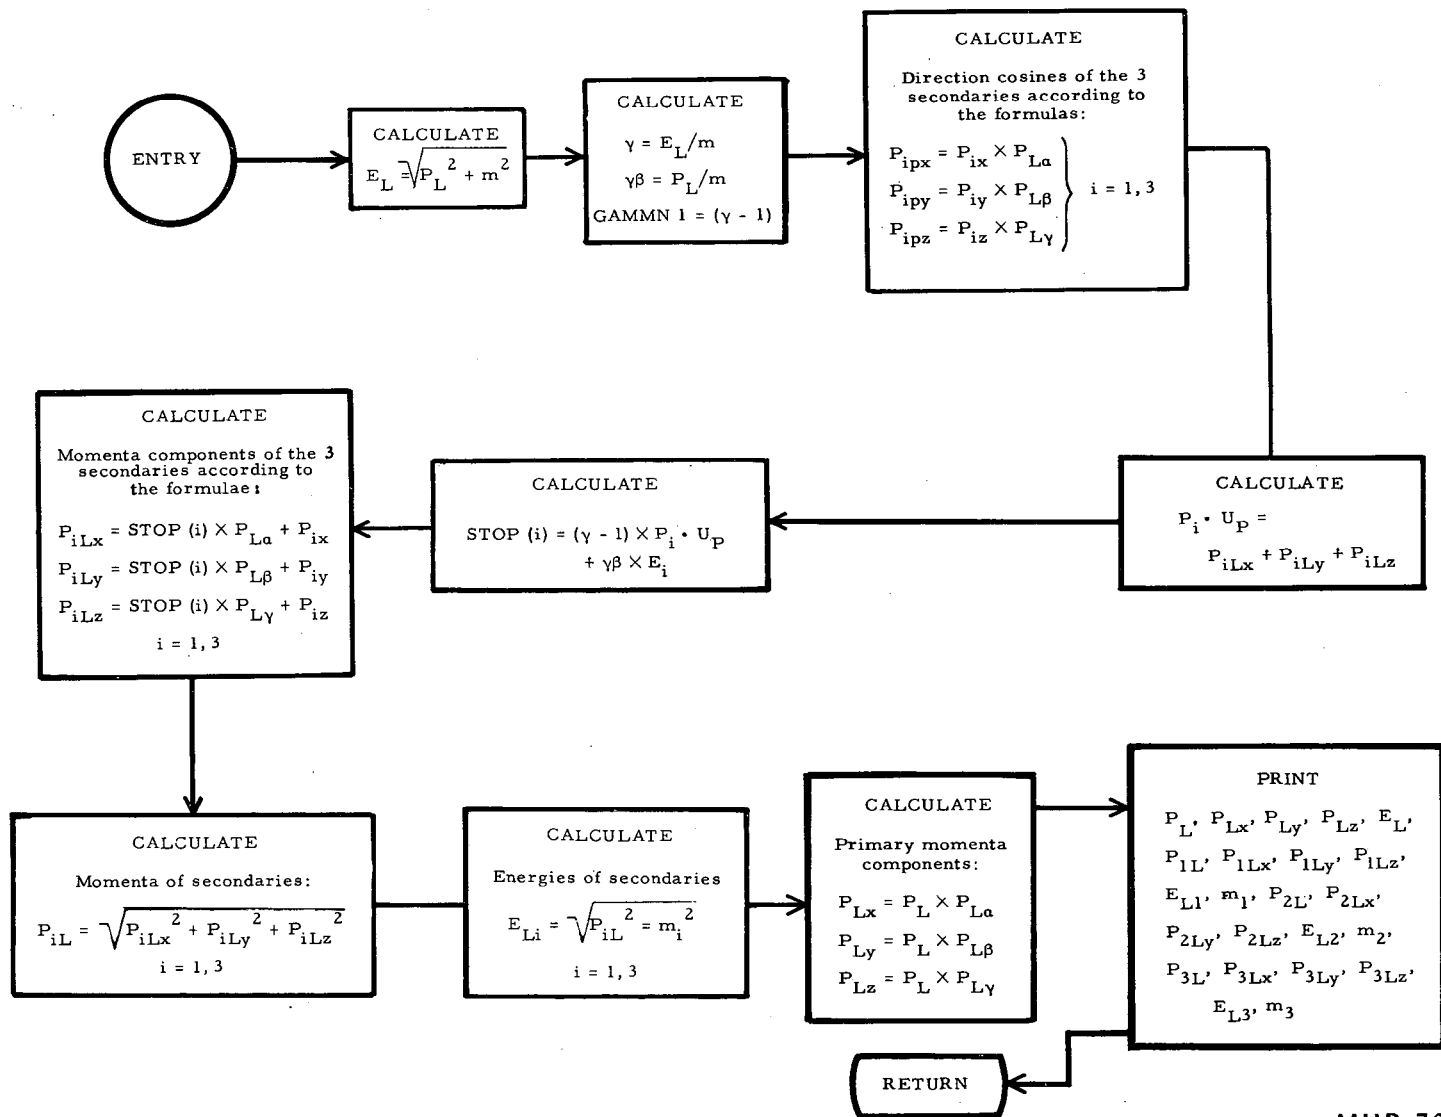 ENTRY
CALCULATE
E_L = √(P_L² + m²)
CALCULATE
γ = E_L/m
γβ = P_L/m
GAMMN 1 = (γ - 1)
CALCULATE
Direction cosines of the 3
secondaries according to
the formulas:
P_ipx = P_ix × P_La
P_ipy = P_iy × P_Lβ
P_ipz = P_iz × P_Lγ
i = 1, 3
CALCULATE
P_i • U_P =
P_iLx + P_iLy + P_iLz
CALCULATE
STOP (i) = (γ - 1) × P_i • U_P
+ γβ × E_i
CALCULATE
Momenta components of the 3
secondaries according to
the formulae:
P_iLx = STOP (i) × P_La + P_ix
P_iLy = STOP (i) × P_Lβ + P_iy
P_iLz = STOP (i) × P_Lγ + P_iz
i = 1, 3
CALCULATE
Momenta of secondaries:
P_iL = √(P_iLx² + P_iLy² + P_iLz²)
i = 1, 3
CALCULATE
Energies of secondaries
E_Li = √(P_iL² = m_i²)
i = 1, 3
CALCULATE
Primary momenta
components:
P_Lx = P_L × P_La
P_Ly = P_L × P_Lβ
P_Lz = P_L × P_Lγ
PRINT
P_L, P_Lx, P_Ly, P_Lz, E_L,
P_1L, P_1Lx, P_1Ly, P_1Lz,
E_L1, m_1, P_2L, P_2Lx,
P_2Ly, P_2Lz, E_L2, m_2,
P_3L, P_3Lx, P_3Ly, P_3Lz,
E_L3, m_3
RETURN